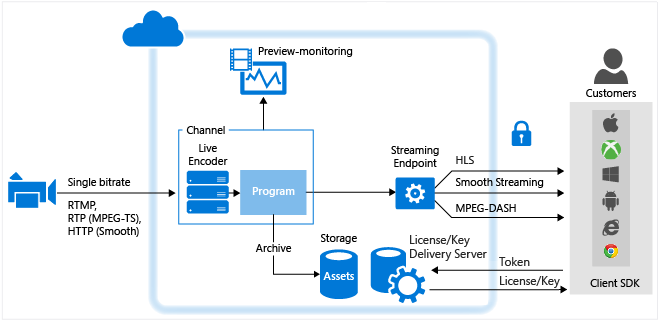 Preview-monitoring
Customers
Channel
Live
Encoder
Program
Streaming
Endpoint
HLS
Smooth Streaming
MPEG-DASH
Single bitrate
RTMP,
RTP (MPEG-TS),
HTTP (Smooth)
Archive
Storage
Assets
License/Key
Delivery Server
Token
License/Key
Client SDK